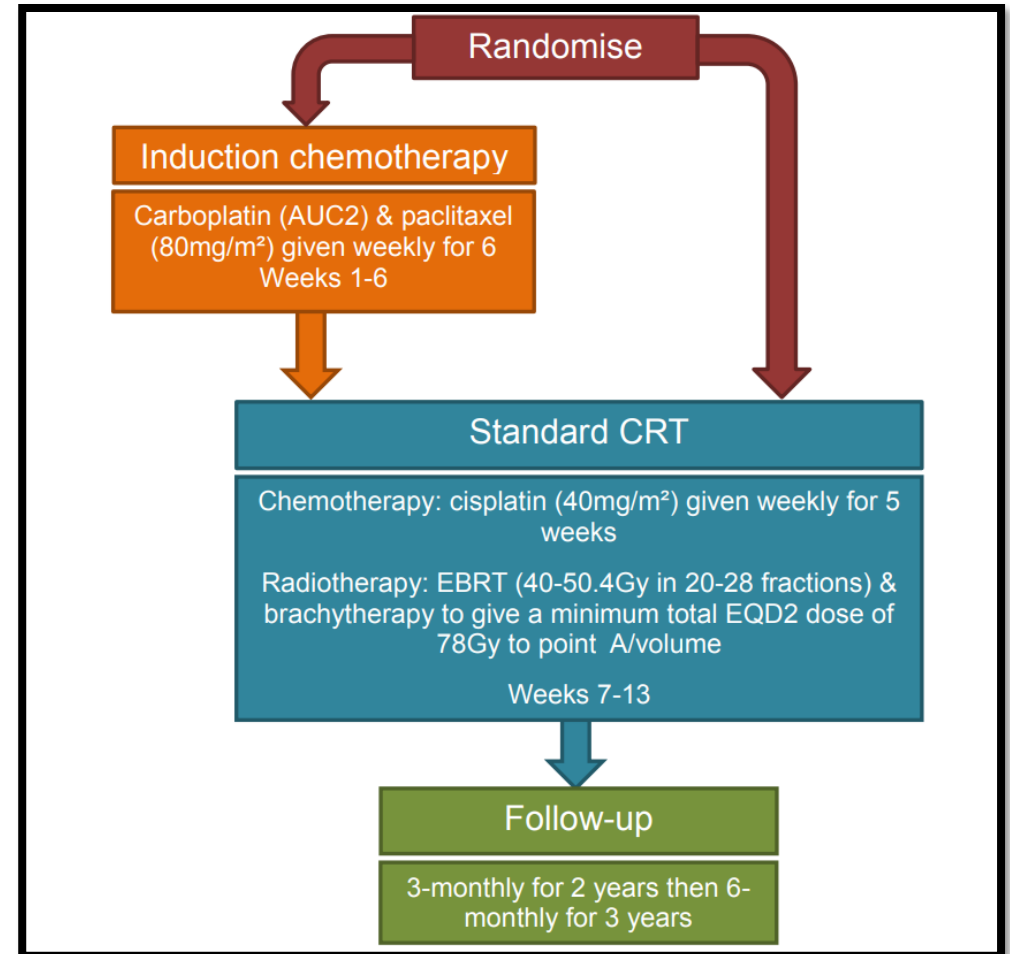 Randomise
Induction chemotherapy
Carboplatin (AUC2) & paclitaxel
(80mg/m²) given weekly for 6
Weeks 1-6
Standard CRT
Chemotherapy: cisplatin (40mg/m²) given weekly for 5
weeks
Radiotherapy: EBRT (40-50.4Gy in 20-28 fractions) &
brachytherapy to give a minimum total EQD2 dose of
78Gy to point A/volume
Weeks 7-13
Follow-up
3-monthly for 2 years then 6-
monthly for 3 years